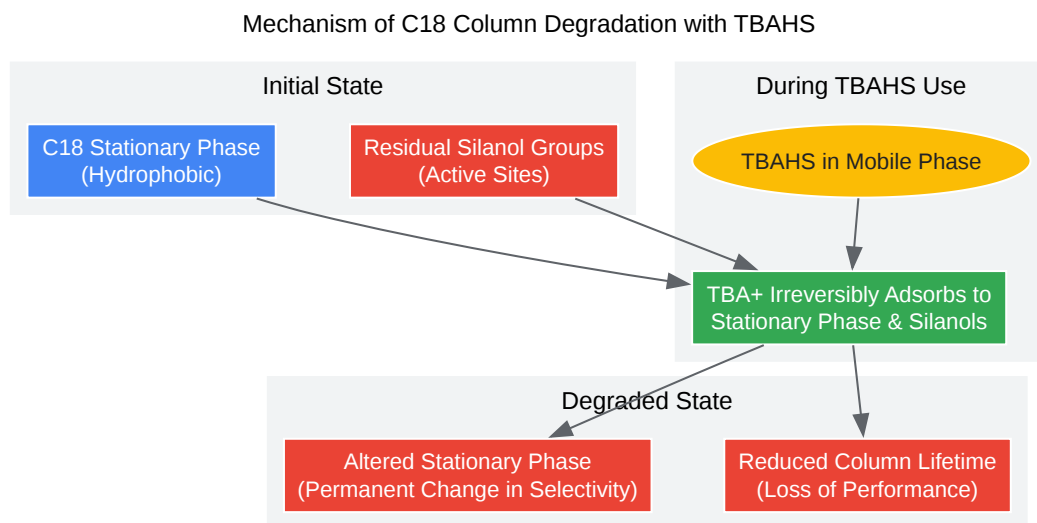 Mechanism of C18 Column Degradation with TBAHS
Initial State
During TBAHS Use
C18 Stationary Phase
(Hydrophobic)
Residual Silanol Groups
(Active Sites)
TBAHS in Mobile Phase
TBA+ Irreversibly Adsorbs to
Stationary Phase & Silanols
Degraded State
Altered Stationary Phase
(Permanent Change in Selectivity)
Reduced Column Lifetime
(Loss of Performance)